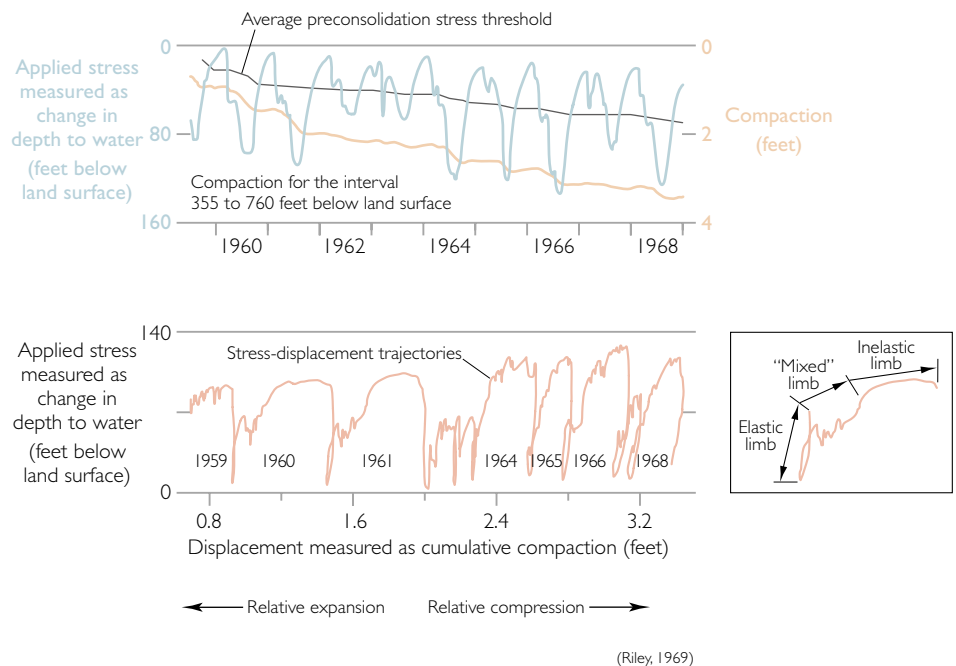 Average preconsolidation stress threshold
Applied stress
measured as
change in
depth to water
(feet below
land surface)
0
80
160
0
2
4
Compaction
(feet)
Compaction for the interval
355 to 760 feet below land surface
1960
1962
1964
1966
1968
Applied stress
measured as
change in
depth to water
(feet below
land surface)
140
0
Stress-displacement trajectories
1959
1960
1961
1964
1965
1966
1968
0.8
1.6
2.4
3.2
Displacement measured as cumulative compaction (feet)
Inelastic
limb
“Mixed”
limb
Elastic
limb
Relative expansion
Relative compression
(Riley, 1969)